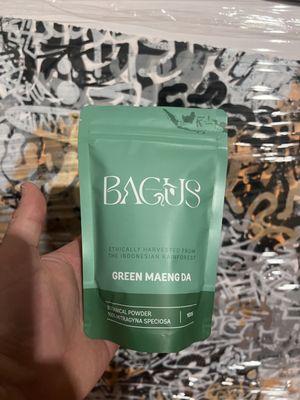 BAGUS
ETHICALLY HARVESTED FROM
THE INDONESIAN RAINFOREST
GREEN MAENG DA
BOTANICAL POWDER
100% MITRAGYNA SPECIOSA